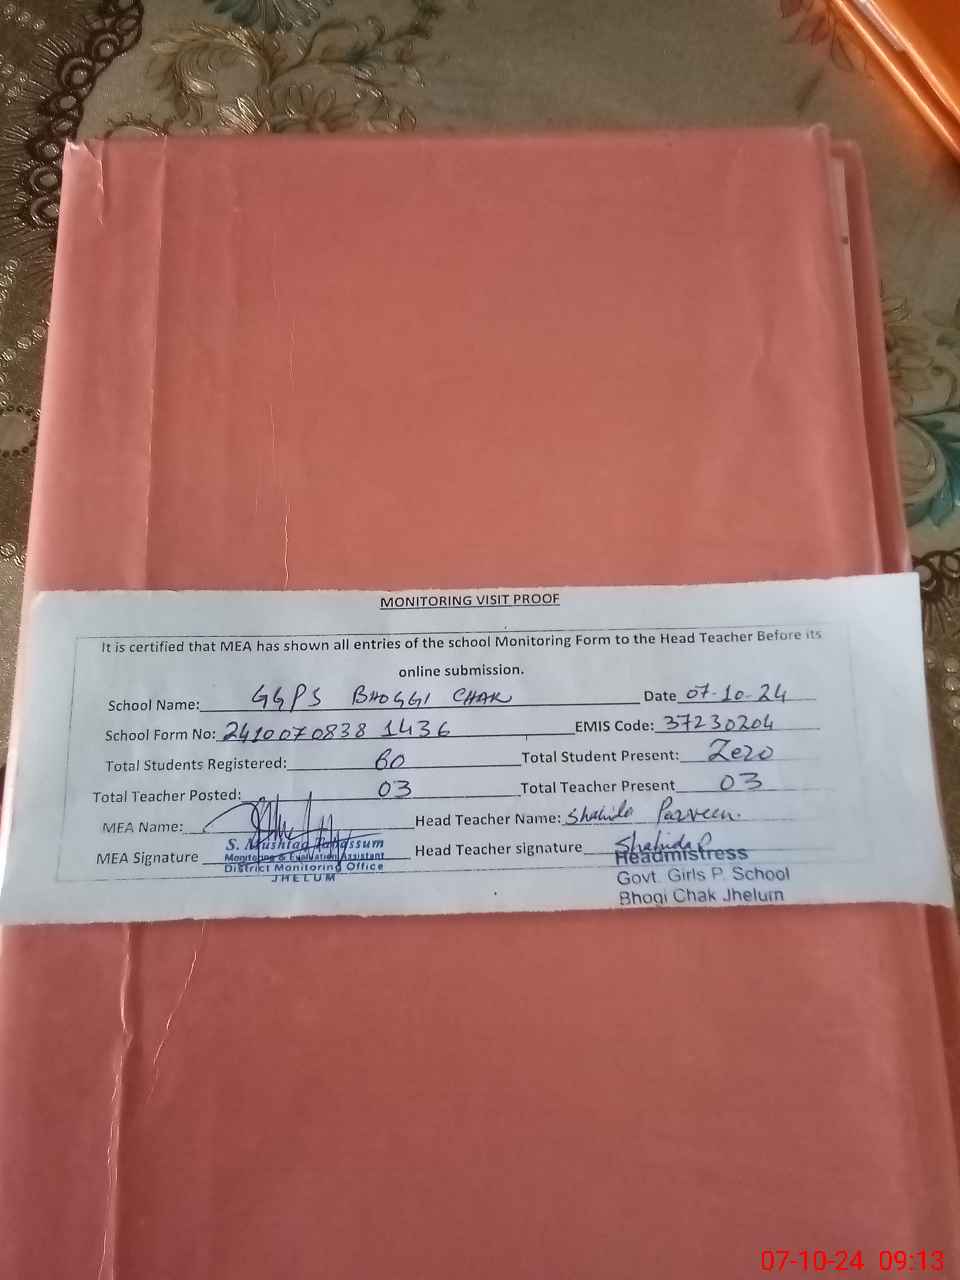 MONITORING VISIT PROOF
It is certified that MEA has shown all entries of the school Monitoring Form to the Head Teacher Before its
online submission.
School Name: GGPS BHOGGI CHAK Date 07-10-24
School Form No: 2410070838 1436 EMIS Code: 37230204
Total Students Registered: 60 Total Student Present: Zero
Total Teacher Posted: 03 Total Teacher Present 03
MEA Name: Head Teacher Name: Shahida Parveen.
MEA Signature Head Teacher signature Shahida P
S. Mushtaq Tabassum
Monitoring & Evaluation Assistant
District Monitoring Office
JHELUM
Headmistress
Govt. Girls P. School
Bhogi Chak Jhelum
07-10-24 09:13